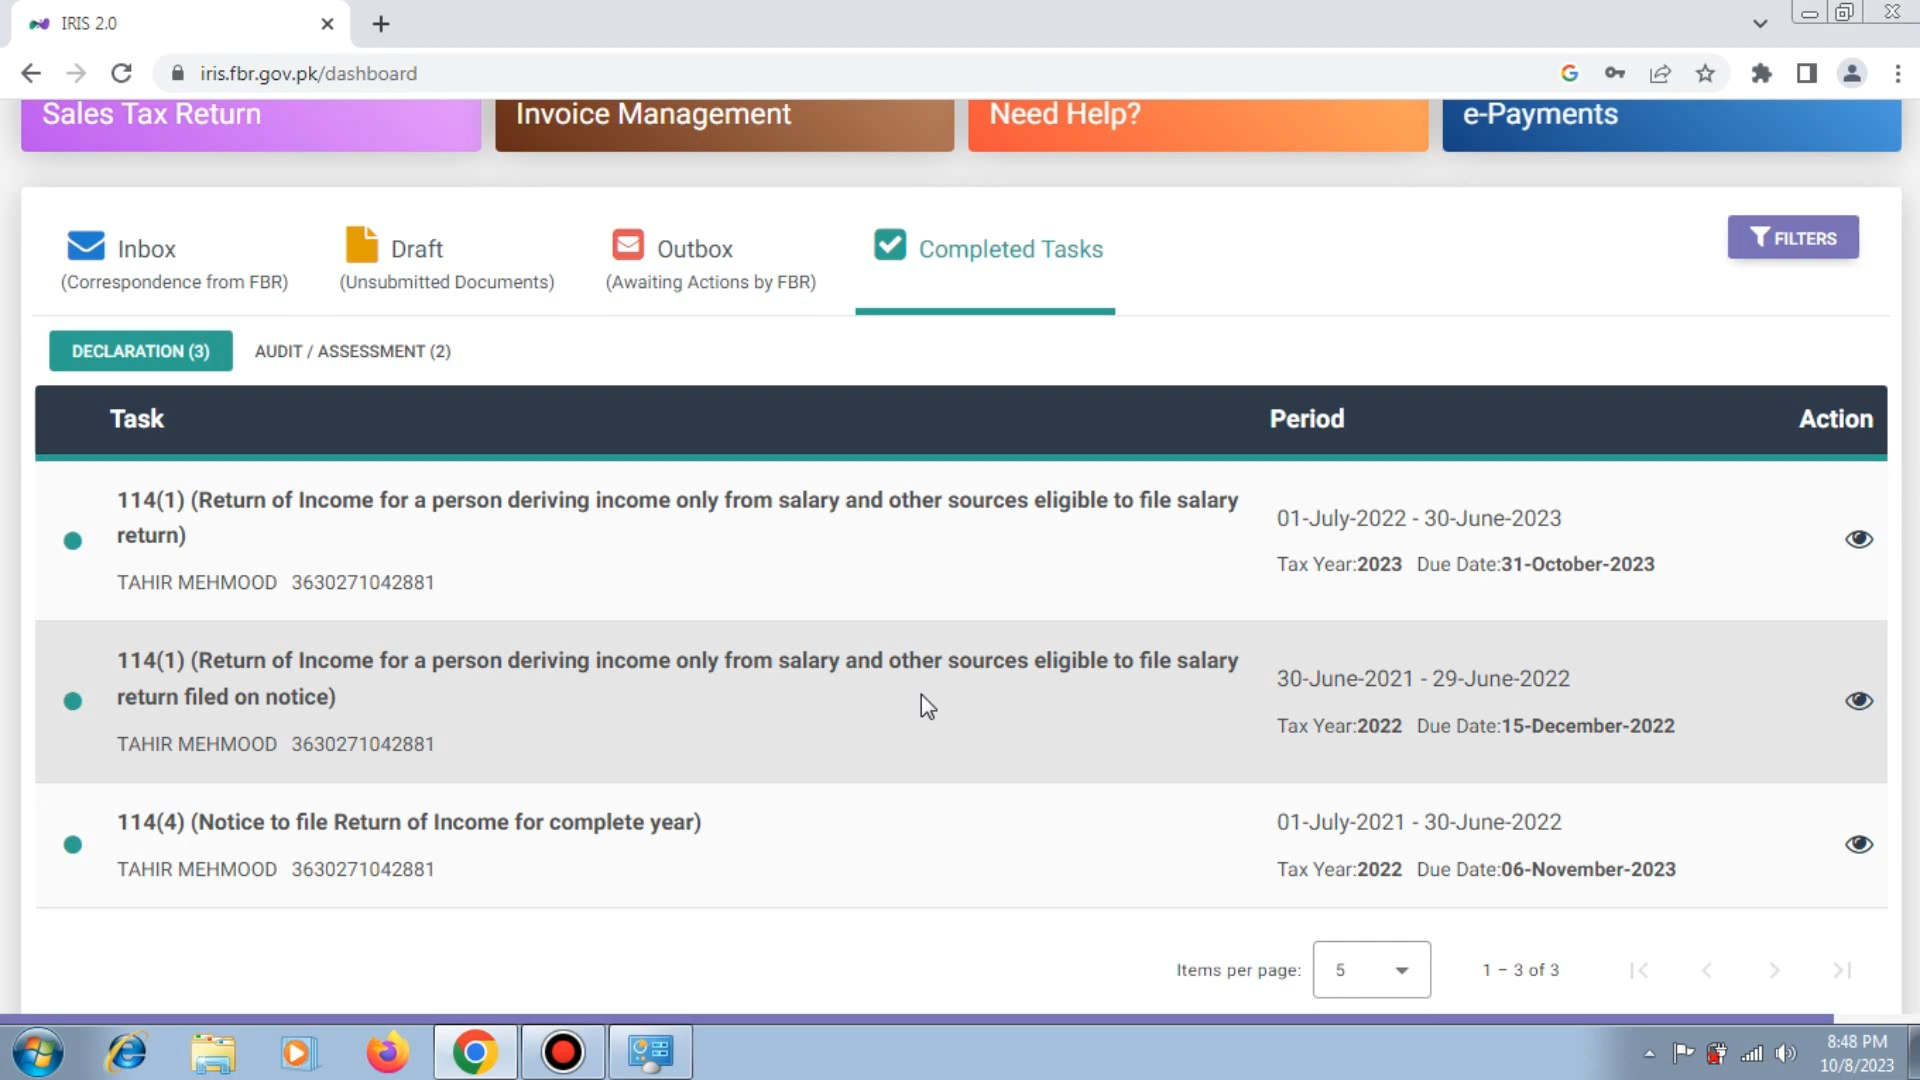 IRIS 2.0
iris.fbr.gov.pk/dashboard
Sales Tax Return
Invoice Management
Need Help?
e-Payments
Inbox
(Correspondence from FBR)
Draft
(Unsubmitted Documents)
Outbox
(Awaiting Actions by FBR)
Completed Tasks
FILTERS
DECLARATION (3)
AUDIT / ASSESSMENT (2)
Task
Period
Action
114(1) (Return of Income for a person deriving income only from salary and other sources eligible to file salary
return)
TAHIR MEHMOOD 3630271042881
01-July-2022 - 30-June-2023
Tax Year:2023 Due Date:31-October-2023
114(1) (Return of Income for a person deriving income only from salary and other sources eligible to file salary
return filed on notice)
TAHIR MEHMOOD 3630271042881
30-June-2021 - 29-June-2022
Tax Year:2022 Due Date:15-December-2022
114(4) (Notice to file Return of Income for complete year)
TAHIR MEHMOOD 3630271042881
01-July-2021 - 30-June-2022
Tax Year:2022 Due Date:06-November-2023
Items per page:
5
1 – 3 of 3
8:48 PM
10/8/2023